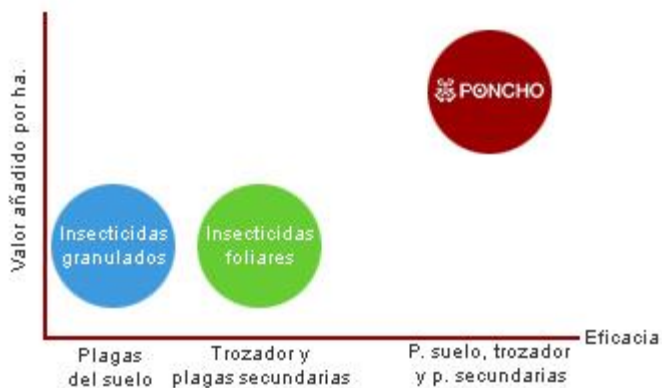 Valor añadido por ha.
PONCHO
Insecticidas
granulados
Insecticidas
foliares
Eficacia
Plagas
del suelo
Trozador y
plagas secundarias
P. suelo, trozador
y p. secundarias